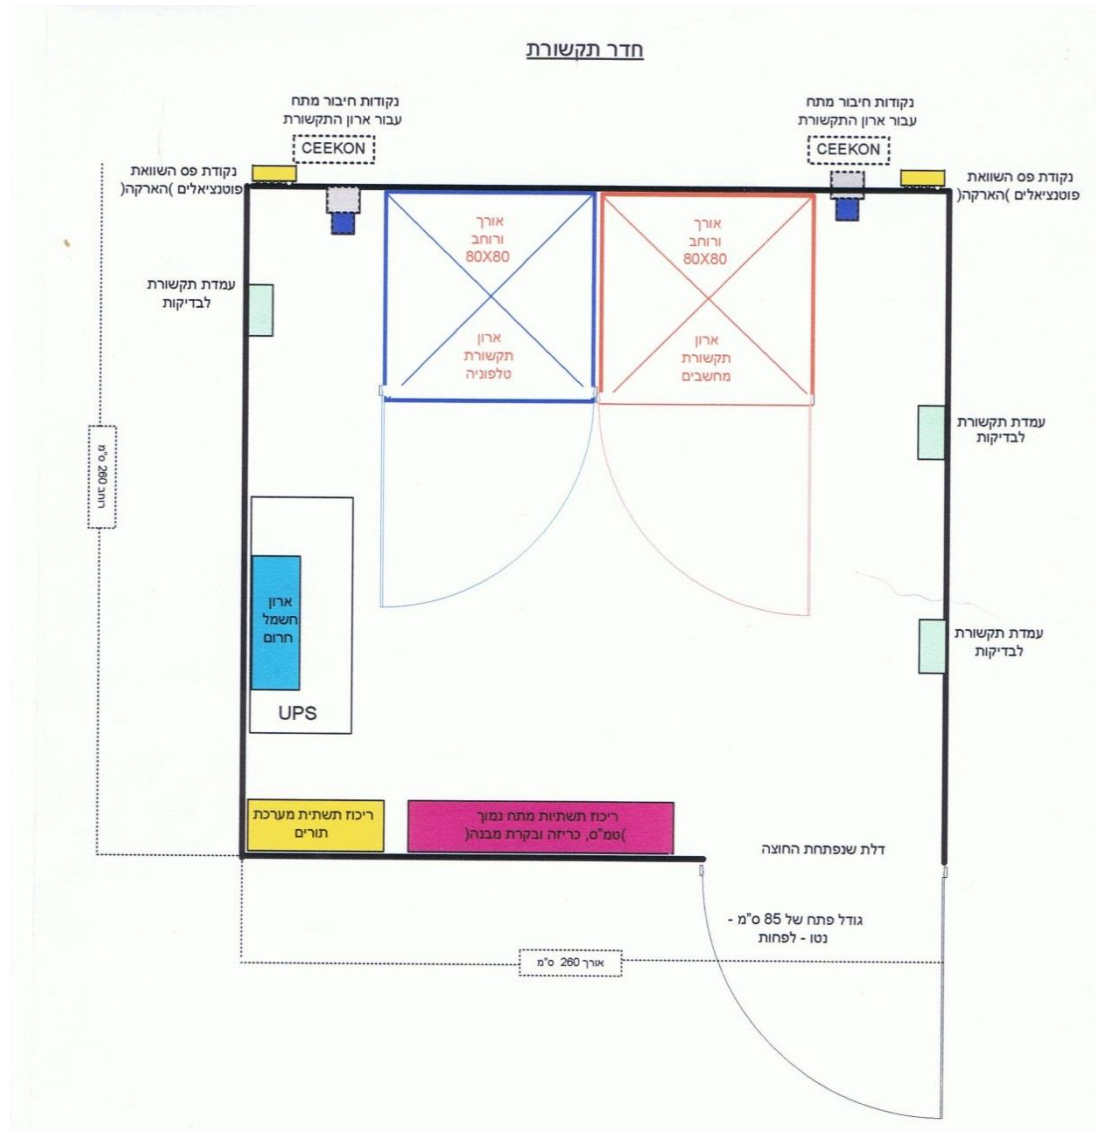 חדר תקשורת
נקודות חיבור מתח
עבור ארון התקשורת
CEEKON
נקודות חיבור מתח
עבור ארון התקשורת
CEEKON
נקודת פס השוואת
פוטנציאלים )הארקה(
נקודת פס השוואת
פוטנציאלים )הארקה(
אורך
ורוחב
80X80
ארון
תקשורת
מחשבים
אורך
ורוחב
80X80
ארון
תקשורת
טלפוניה
עמדת תקשורת
לבדיקות
עמדת תקשורת
לבדיקות
עמדת תקשורת
לבדיקות
רוחב 260 ס"מ
ארון
חשמל
חרום
UPS
ריכוז תשתיות מתח נמוך
)טמ"ס, כריזה ובקרת מבנה(
ריכוז תשתית מערכת
תורים
דלת שנפתחת החוצה
גודל פתח של 85 ס"מ -
נטו - לפחות
אורך 260 ס"מ